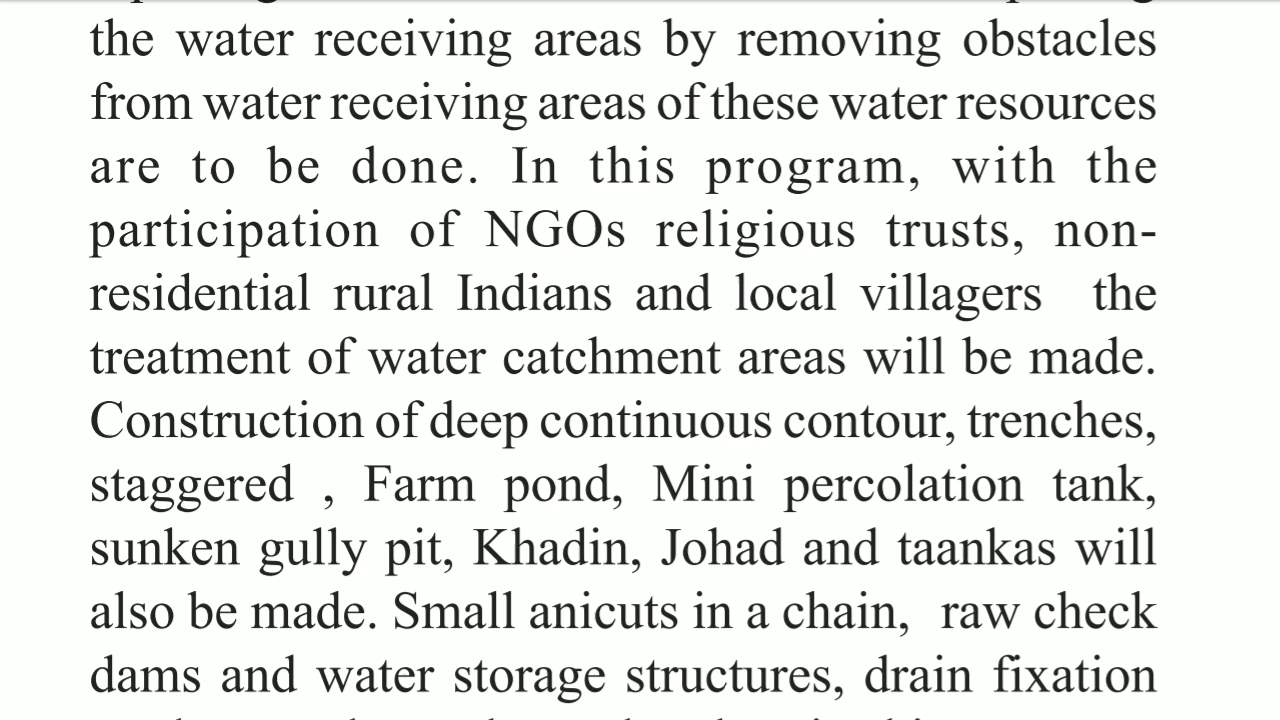 the water receiving areas by removing obstacles
from water receiving areas of these water resources
are to be done. In this program, with the
participation of NGOs religious trusts, non-
residential rural Indians and local villagers the
treatment of water catchment areas will be made.
Construction of deep continuous contour, trenches,
staggered , Farm pond, Mini percolation tank,
sunken gully pit, Khadin, Johad and taankas will
also be made. Small anicuts in a chain, raw check
dams and water storage structures, drain fixation